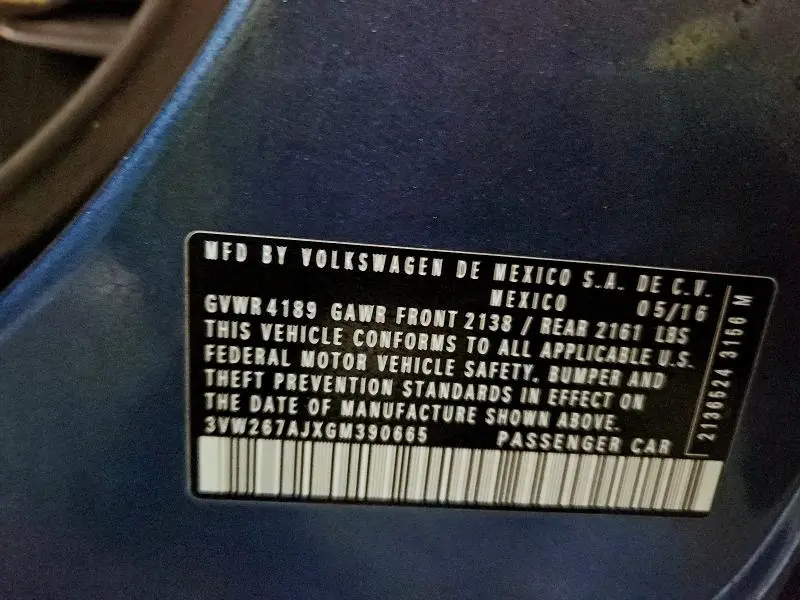 MFD BY VOLKSWAGEN DE MEXICO S.A. DE C.V.
MEXICO 05/16
GVWR 4189 GAWR FRONT 2138 / REAR 2161 LBS
THIS VEHICLE CONFORMS TO ALL APPLICABLE U.S.
FEDERAL MOTOR VEHICLE SAFETY, BUMPER AND
THEFT PREVENTION STANDARDS IN EFFECT ON
THE DATE OF MANUFACTURE SHOWN ABOVE.
3VW267AJXGM390665 PASSENGER CAR
2136524 3156 M